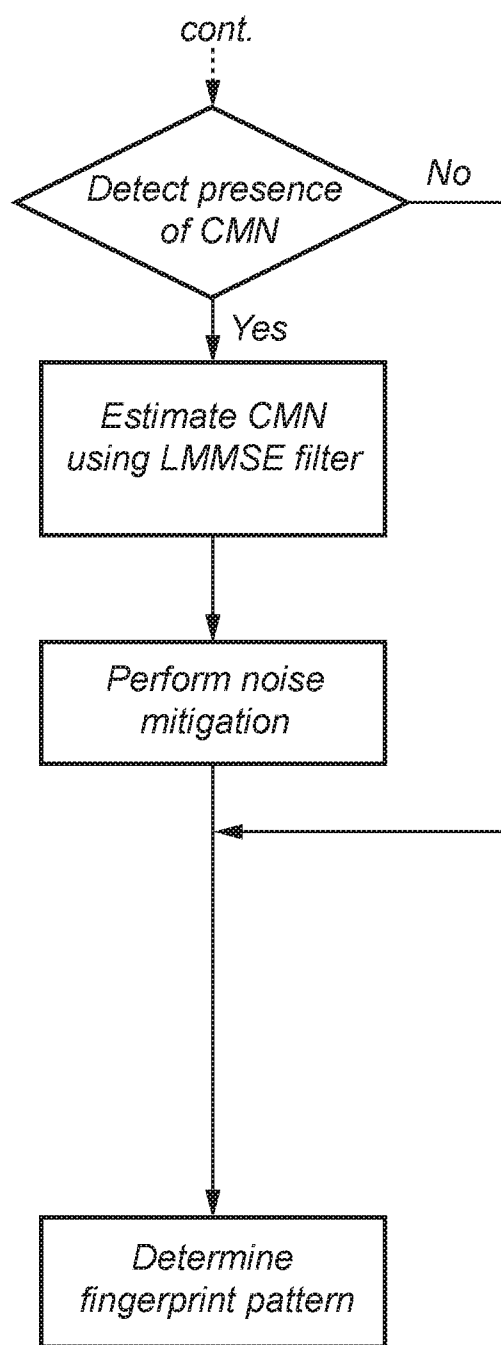 cont.
Detect presence
of CMN
No
Yes
Estimate CMN
using LMMSE filter
Perform noise
mitigation
Determine
fingerprint pattern